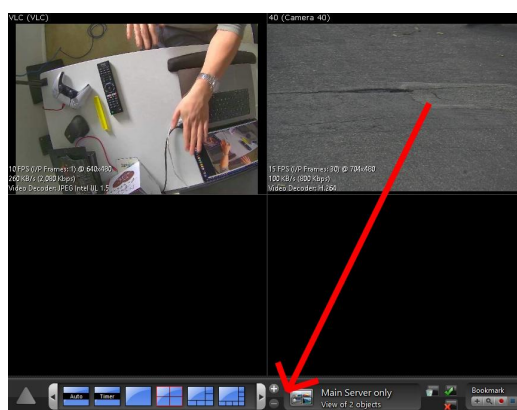 VLC (VLC)
40 (Camera 40)
10 FPS (I/P Frames: 1) @ 640x480
260 KB/s (2,080 Kbps)
Video Decoder: JPEG Intel IJL 1.5
15 FPS (I/P Frames: 30) @ 704x480
100 KB/s (800 Kbps)
Video Decoder: H.264
Auto
Timer
Main Server only
View of 2 objects
Bookmark